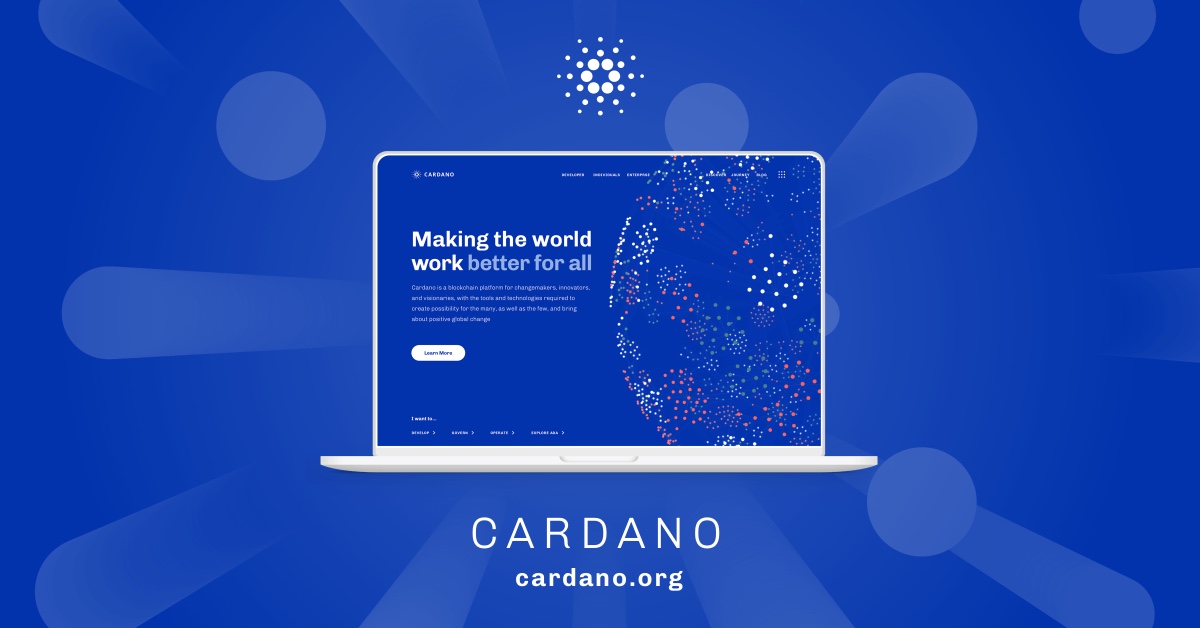 CARDANO
DEVELOPER INDIVIDUALS ENTERPRISE DISCOVER JOURNEY BLOG
Making the world
work better for all
Cardano is a blockchain platform for changemakers, innovators,
and visionaries, with the tools and technologies required to
create possibility for the many, as well as the few, and bring
about positive global change
Learn More
I want to...
DEVELOP
GOVERN
OPERATE
EXPLORE ADA
CARDANO
cardano.org